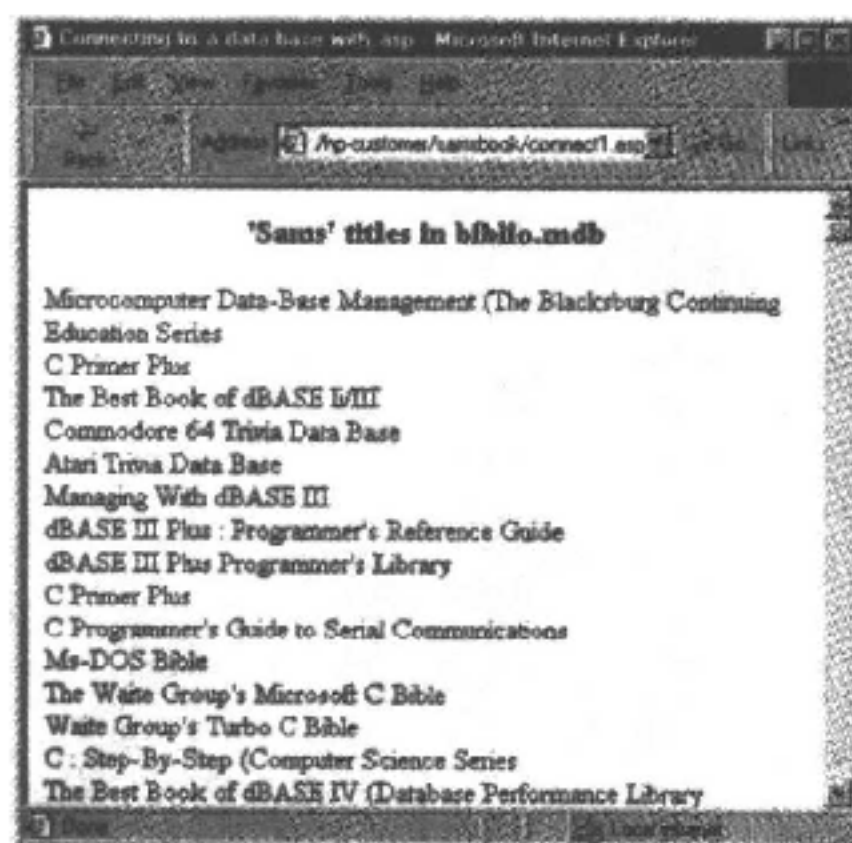 Connecting to a data base with asp - Microsoft Internet Explorer
File Edit View Favorites Tools Help
Back Address /np-customer/samsbook/connect1.asp Go Links
'Sams' titles in biblio.mdb
Microcomputer Data-Base Management (The Blacksburg Continuing
Education Series
C Primer Plus
The Best Book of dBASE II/III
Commodore 64 Trivia Data Base
Atari Trivia Data Base
Managing With dBASE III
dBASE III Plus : Programmer's Reference Guide
dBASE III Plus Programmer's Library
C Primer Plus
C Programmer's Guide to Serial Communications
Ms-DOS Bible
The Waite Group's Microsoft C Bible
Waite Group's Turbo C Bible
C : Step-By-Step (Computer Science Series
The Best Book of dBASE IV (Database Performance Library
Done Local intranet